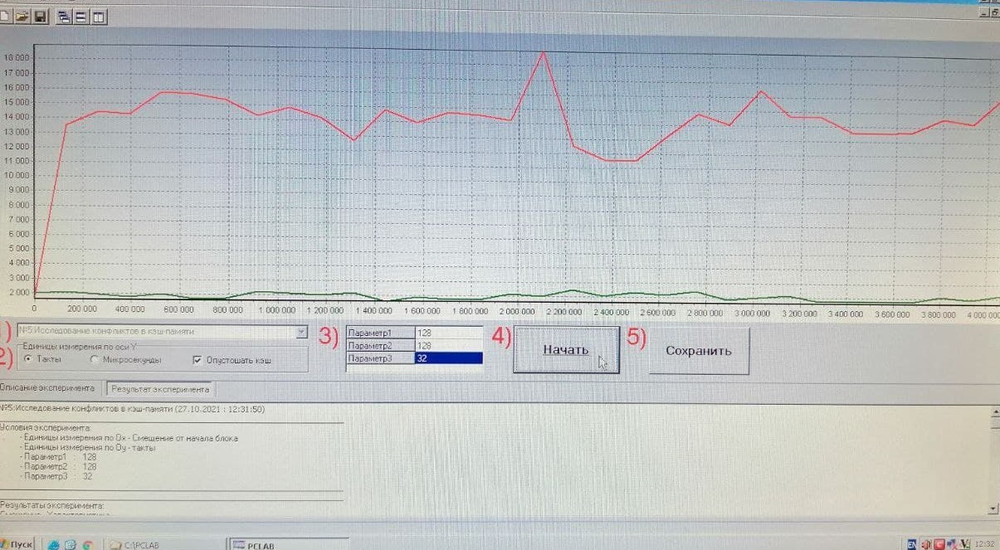 18 000
17 000
16 000
15 000
14 000
13 000
12 000
11 000
10 000
9 000
8 000
7 000
6 000
5 000
4 000
3 000
2 000
0 200 000 400 000 600 000 800 000 1 000 000 1 200 000 1 400 000 1 600 000 1 800 000 2 000 000 2 200 000 2 400 000 2 600 000 2 800 000 3 000 000 3 200 000 3 400 000 3 600 000 3 800 000 4 000 000
1) №5.Исследование конфликтов в кэш-памяти
2) Единицы измерения по оси Y
Такты Микросекунды Опустошать кэш
3) Параметр1 128
Параметр2 128
Параметр3 32
4) Начать
5) Сохранить
Описание эксперимента Результат эксперимента
№5:Исследование конфликтов в кэш-памяти (27.10.2021 : 12:31:50)
Условия эксперимента:
- Единицы измерения по Ox - Смещение от начала блока
- Единицы измерения по Oy - такты
- Параметр1 : 128
- Параметр2 : 128
- Параметр3 : 32
Результаты эксперимента:
Пуск C:\PCLAB PCLAB EN 12:32